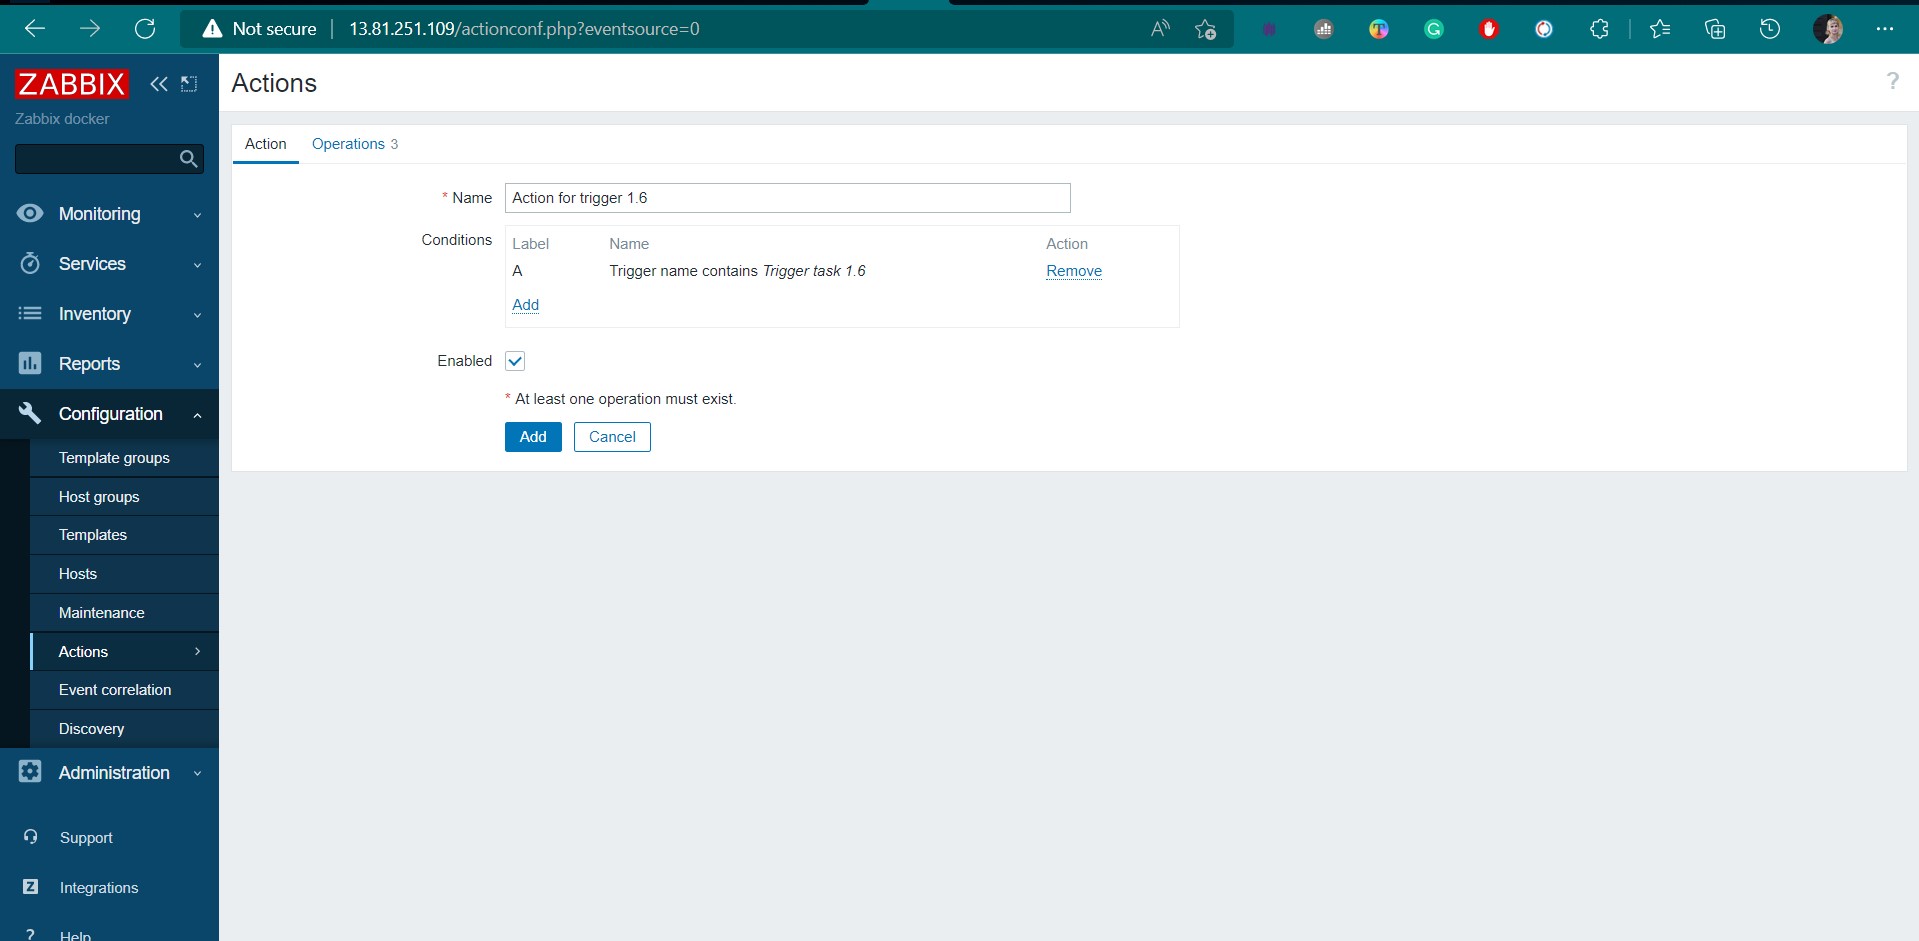 Not secure
13.81.251.109/actionconf.php?eventsource=0
ZABBIX
Zabbix docker
Monitoring
Services
Inventory
Reports
Configuration
Template groups
Host groups
Templates
Hosts
Maintenance
Actions
Event correlation
Discovery
Administration
Support
Integrations
Help
Actions
?
Action Operations 3
* Name Action for trigger 1.6
Conditions
Label Name Action
A Trigger name contains Trigger task 1.6 Remove
Add
Enabled
* At least one operation must exist.
Add Cancel